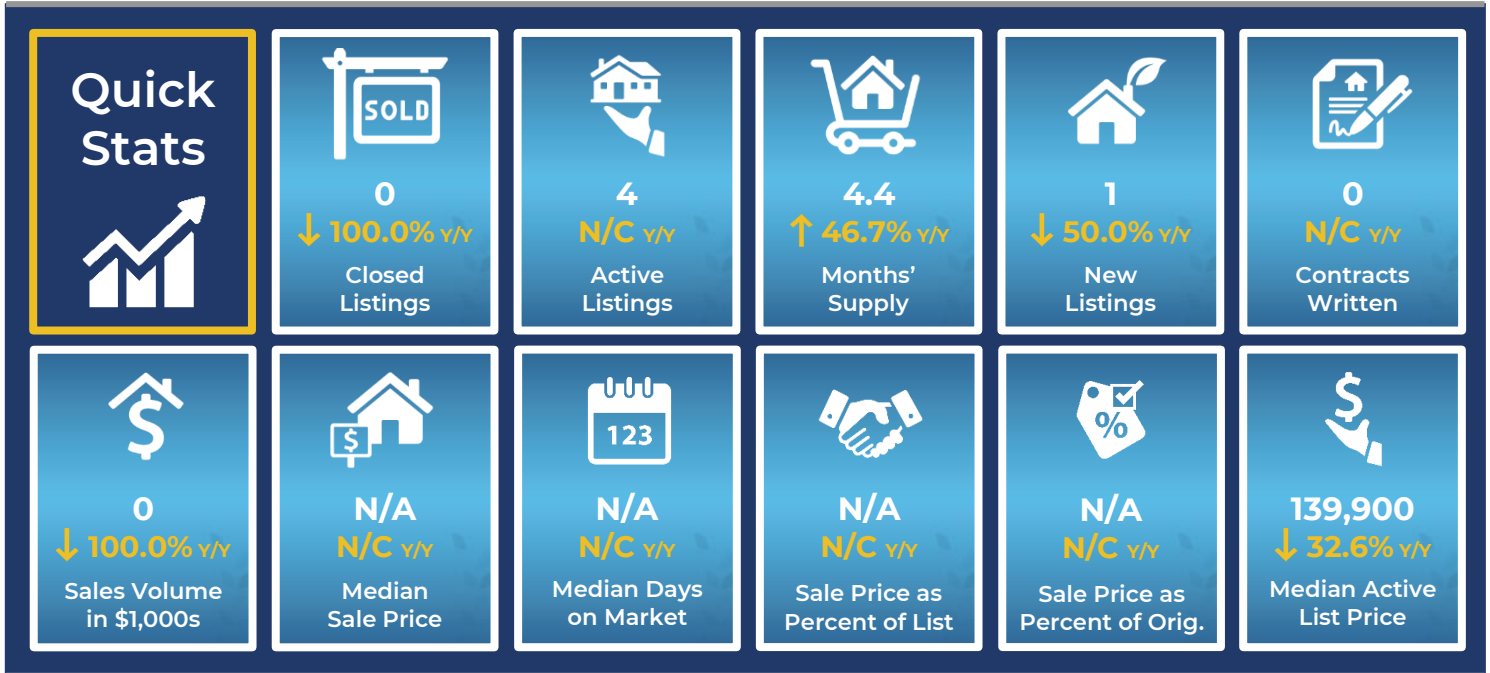 Quick
Stats
SOLD
0
↓ 100.0% Y/Y
Closed
Listings
4
N/C Y/Y
Active
Listings
4.4
↑ 46.7% Y/Y
Months’
Supply
1
↓ 50.0% Y/Y
New
Listings
0
N/C Y/Y
Contracts
Written
$
0
↓ 100.0% Y/Y
Sales Volume
in $1,000s
$
N/A
N/C Y/Y
Median
Sale Price
123
N/A
N/C Y/Y
Median Days
on Market
N/A
N/C Y/Y
Sale Price as
Percent of List
%
N/A
N/C Y/Y
Sale Price as
Percent of Orig.
$
139,900
↓ 32.6% Y/Y
Median Active
List Price